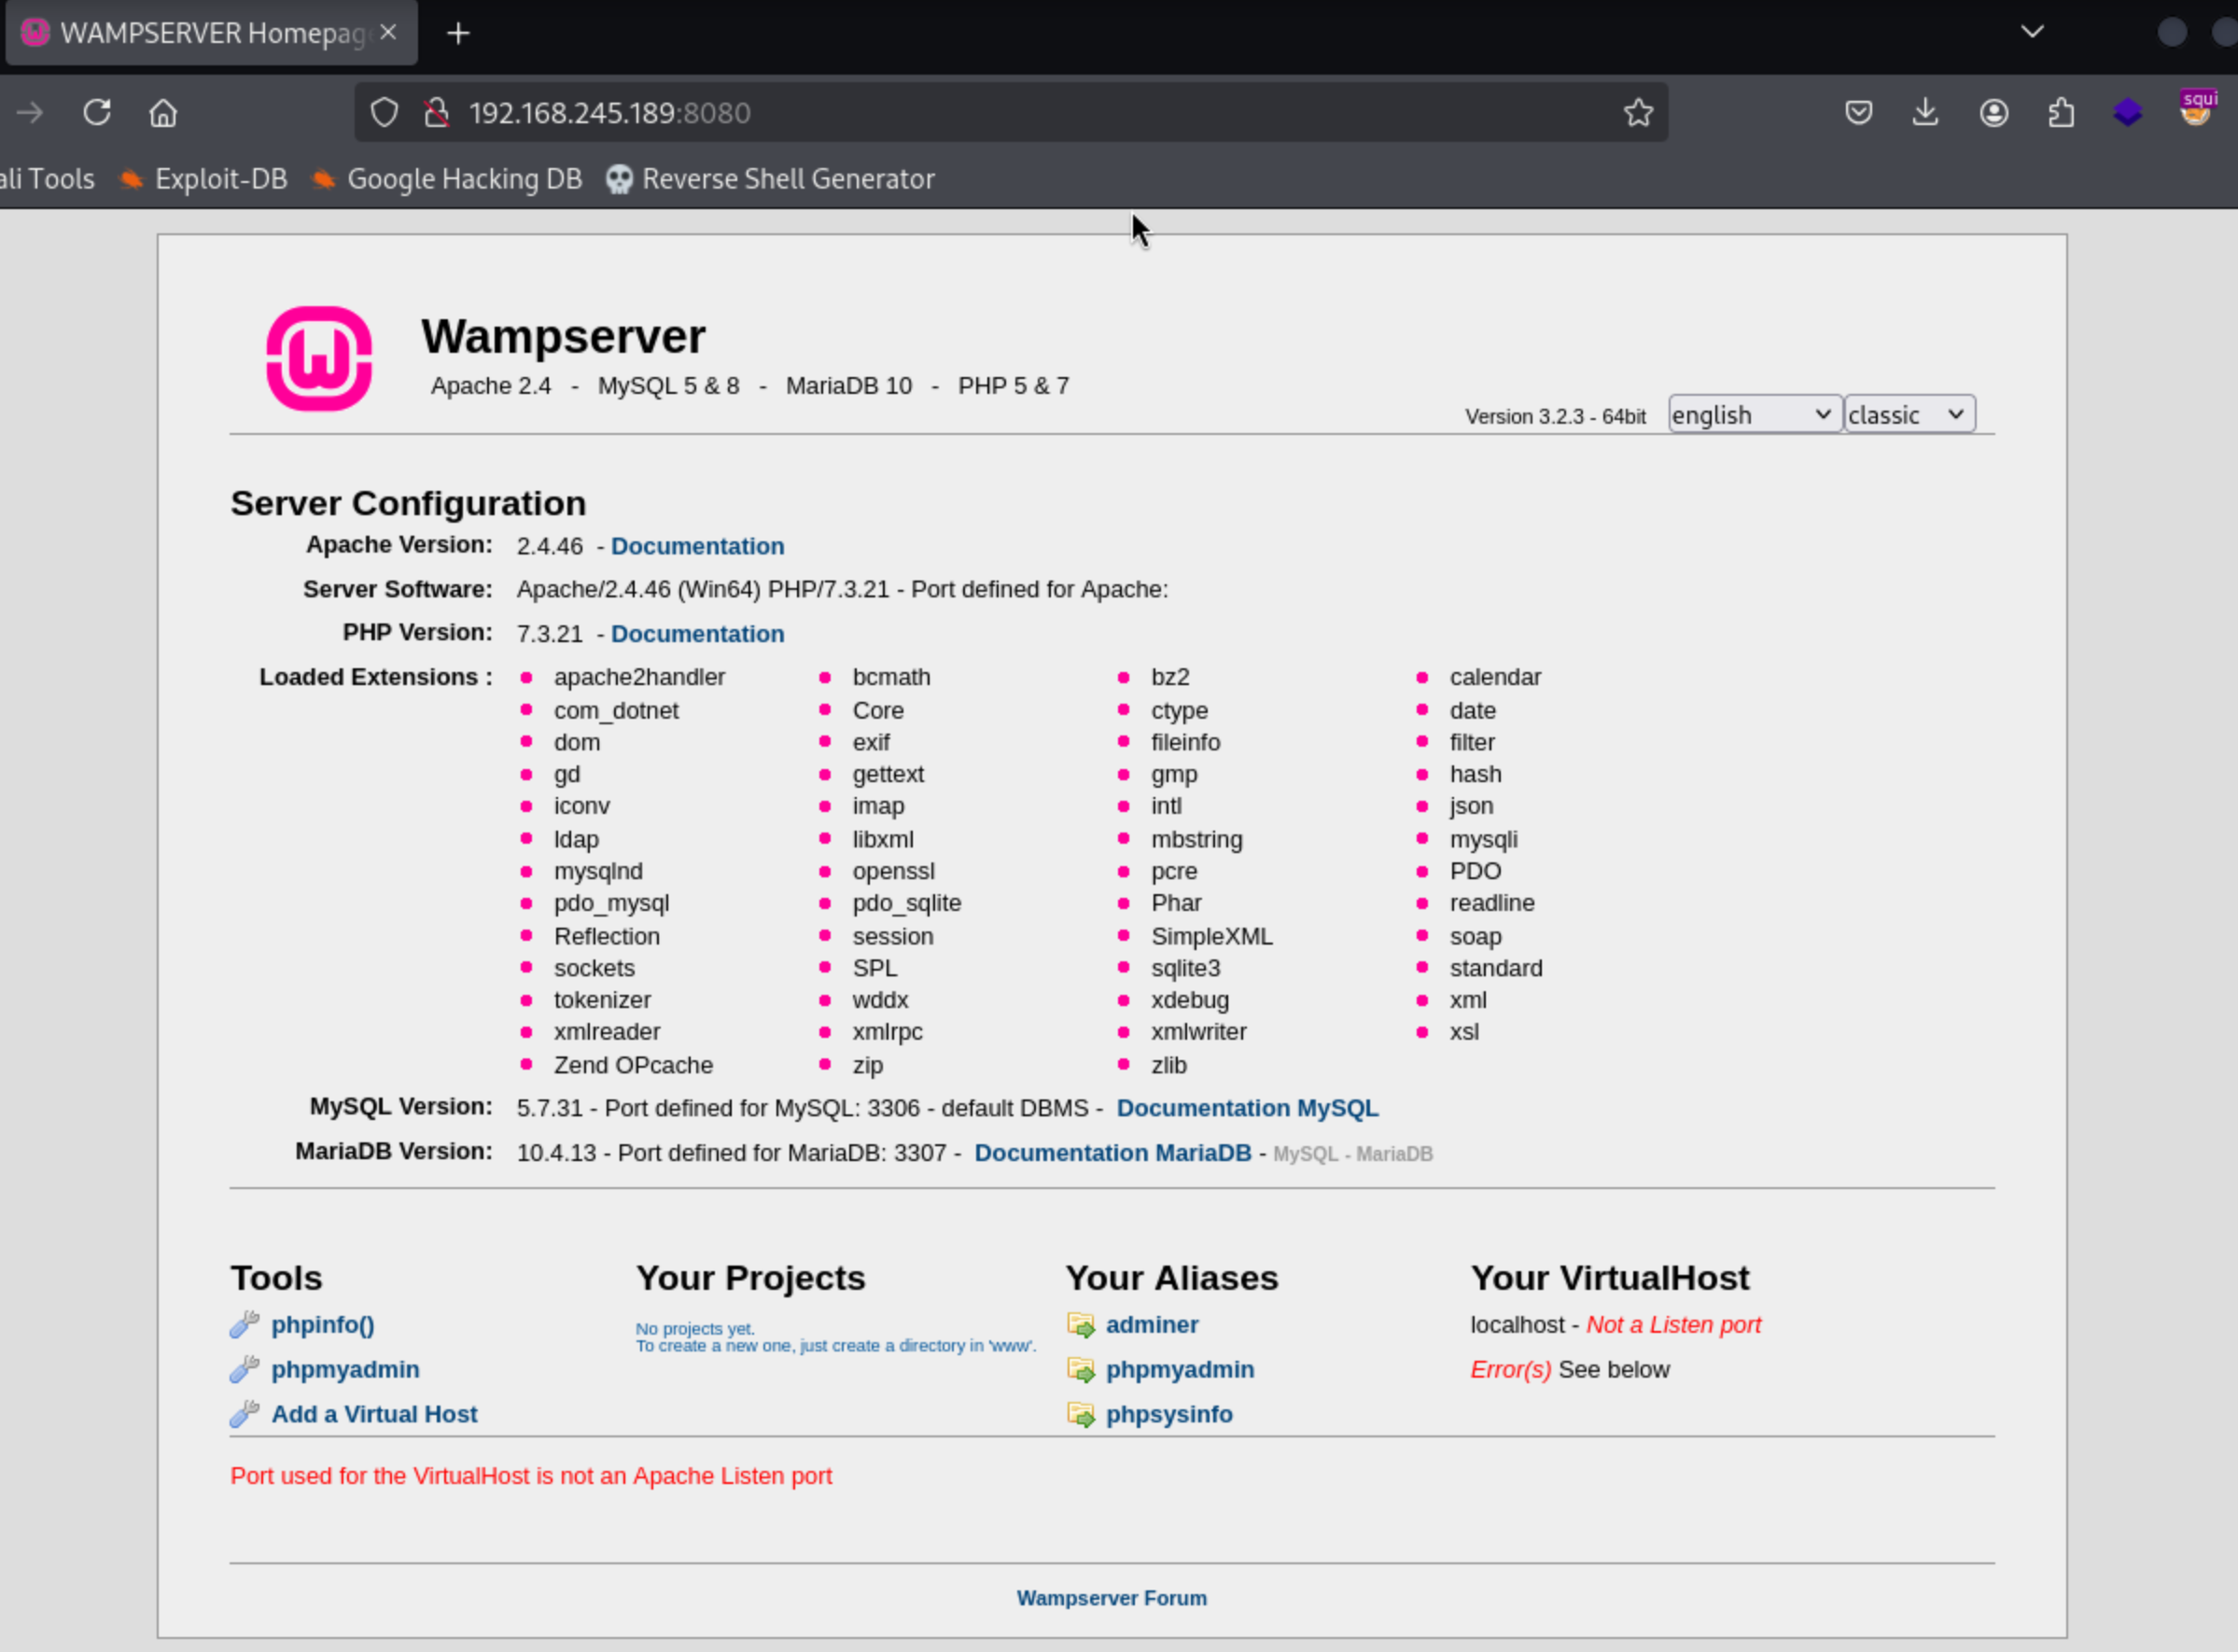 WAMPSERVER Homepag
192.168.245.189:8080
squi
ali Tools Exploit-DB Google Hacking DB Reverse Shell Generator
Wampserver
Apache 2.4 - MySQL 5 & 8 - MariaDB 10 - PHP 5 & 7
Version 3.2.3 - 64bit english classic
Server Configuration
Apache Version: 2.4.46 - Documentation
Server Software: Apache/2.4.46 (Win64) PHP/7.3.21 - Port defined for Apache:
PHP Version: 7.3.21 - Documentation
Loaded Extensions : apache2handler bcmath bz2 calendar
com_dotnet Core ctype date
dom exif fileinfo filter
gd gettext gmp hash
iconv imap intl json
ldap libxml mbstring mysqli
mysqlnd openssl pcre PDO
pdo_mysql pdo_sqlite Phar readline
Reflection session SimpleXML soap
sockets SPL sqlite3 standard
tokenizer wddx xdebug xml
xmlreader xmlrpc xmlwriter xsl
Zend OPcache zip zlib
MySQL Version: 5.7.31 - Port defined for MySQL: 3306 - default DBMS - Documentation MySQL
MariaDB Version: 10.4.13 - Port defined for MariaDB: 3307 - Documentation MariaDB - MySQL - MariaDB
Tools
phpinfo()
phpmyadmin
Add a Virtual Host
Your Projects
No projects yet.
To create a new one, just create a directory in 'www'.
Your Aliases
adminer
phpmyadmin
phpsysinfo
Your VirtualHost
localhost - Not a Listen port
Error(s) See below
Port used for the VirtualHost is not an Apache Listen port
Wampserver Forum